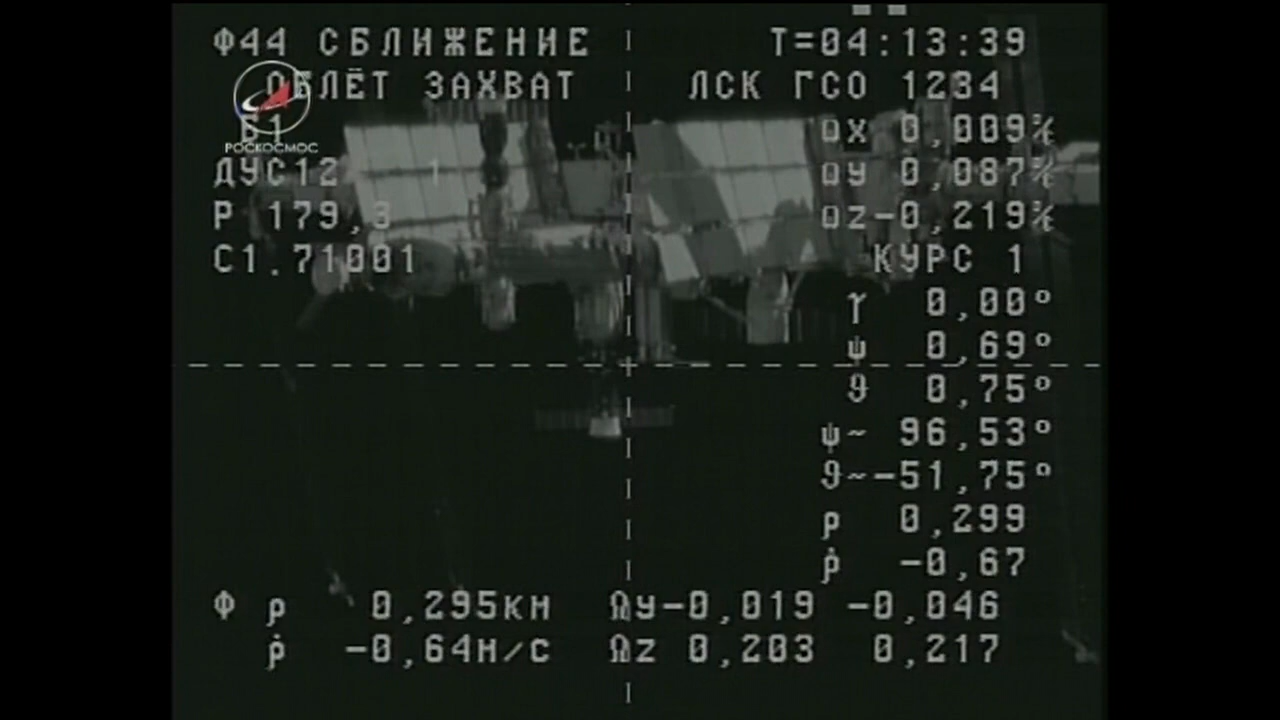 Ф44 СБЛИЖЕНИЕ T=04:13:39
ОБЛЁТ ЗАХВАТ ЛСК ГСО 1234
Б1 Ωx 0,009°/с
РОСКОСМОС
ДУС12 1 Ωy 0,087°/с
Р 179,3 Ωz-0,219°/с
С1.71001 КУРС 1
γ 0,00°
ψ 0,69°
ϑ 0,75°
ψ~ 96,53°
ϑ~-51,75°
ρ 0,299
ρ̇ -0,67
Ф ρ 0,295км Ωy-0,019 -0,046
ρ̇ -0,64м/с Ωz 0,203 0,217